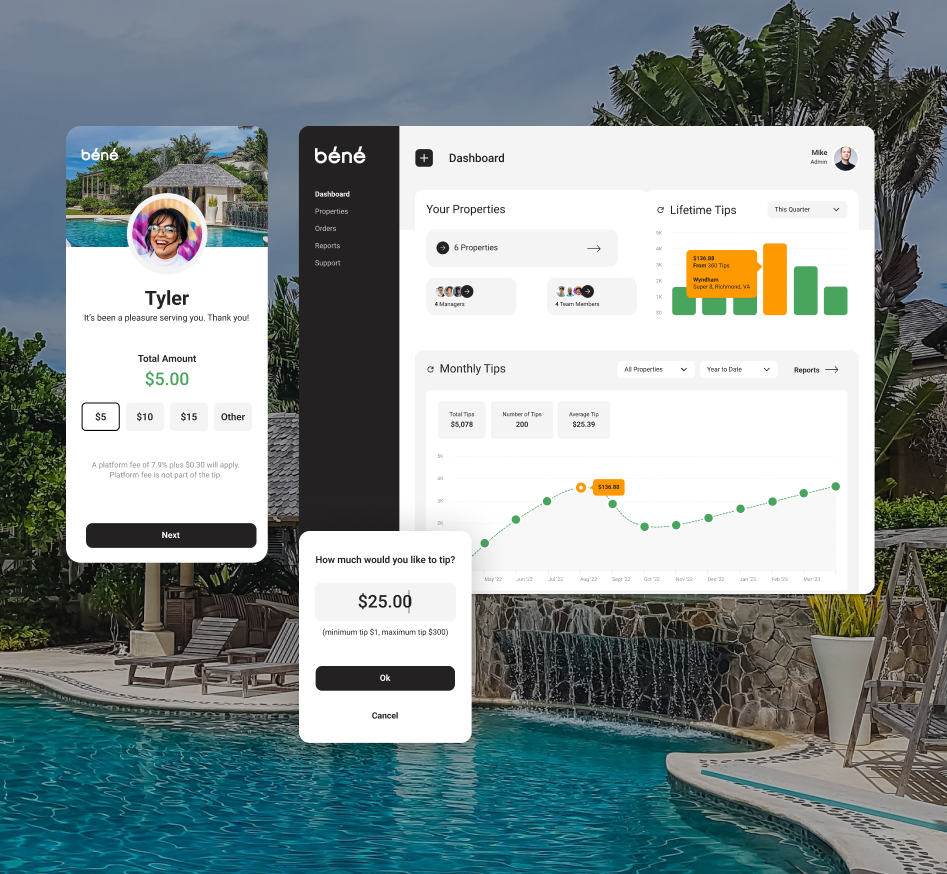 béné
Tyler
It's been a pleasure serving you. Thank you!
Total Amount
$5.00
$5
$10
$15
Other
A platform fee of 7.9% plus $0.30 will apply.
Platform fee is not part of the tip.
Next
béné
Dashboard
Properties
Orders
Reports
Support
Dashboard
Mike
Admin
Your Properties
6 Properties
4 Managers
4 Team Members
Lifetime Tips
This Quarter
5K
4K
3K
2K
1K
$0
$136.88
From 360 Tips
Wyndham
Super 8, Richmond, VA
Monthly Tips
All Properties
Year to Date
Reports
Total Tips
$5,078
Number of Tips
200
Average Tip
$25.39
5K
4K
3K
2K
$136.88
May '22
Jun '22
Jul '22
Aug '22
Sept '22
Oct '22
Nov '22
Dec '22
Jan '23
Feb '23
Mar '23
How much would you like to tip?
$25.00
(minimum tip $1, maximum tip $300)
Ok
Cancel